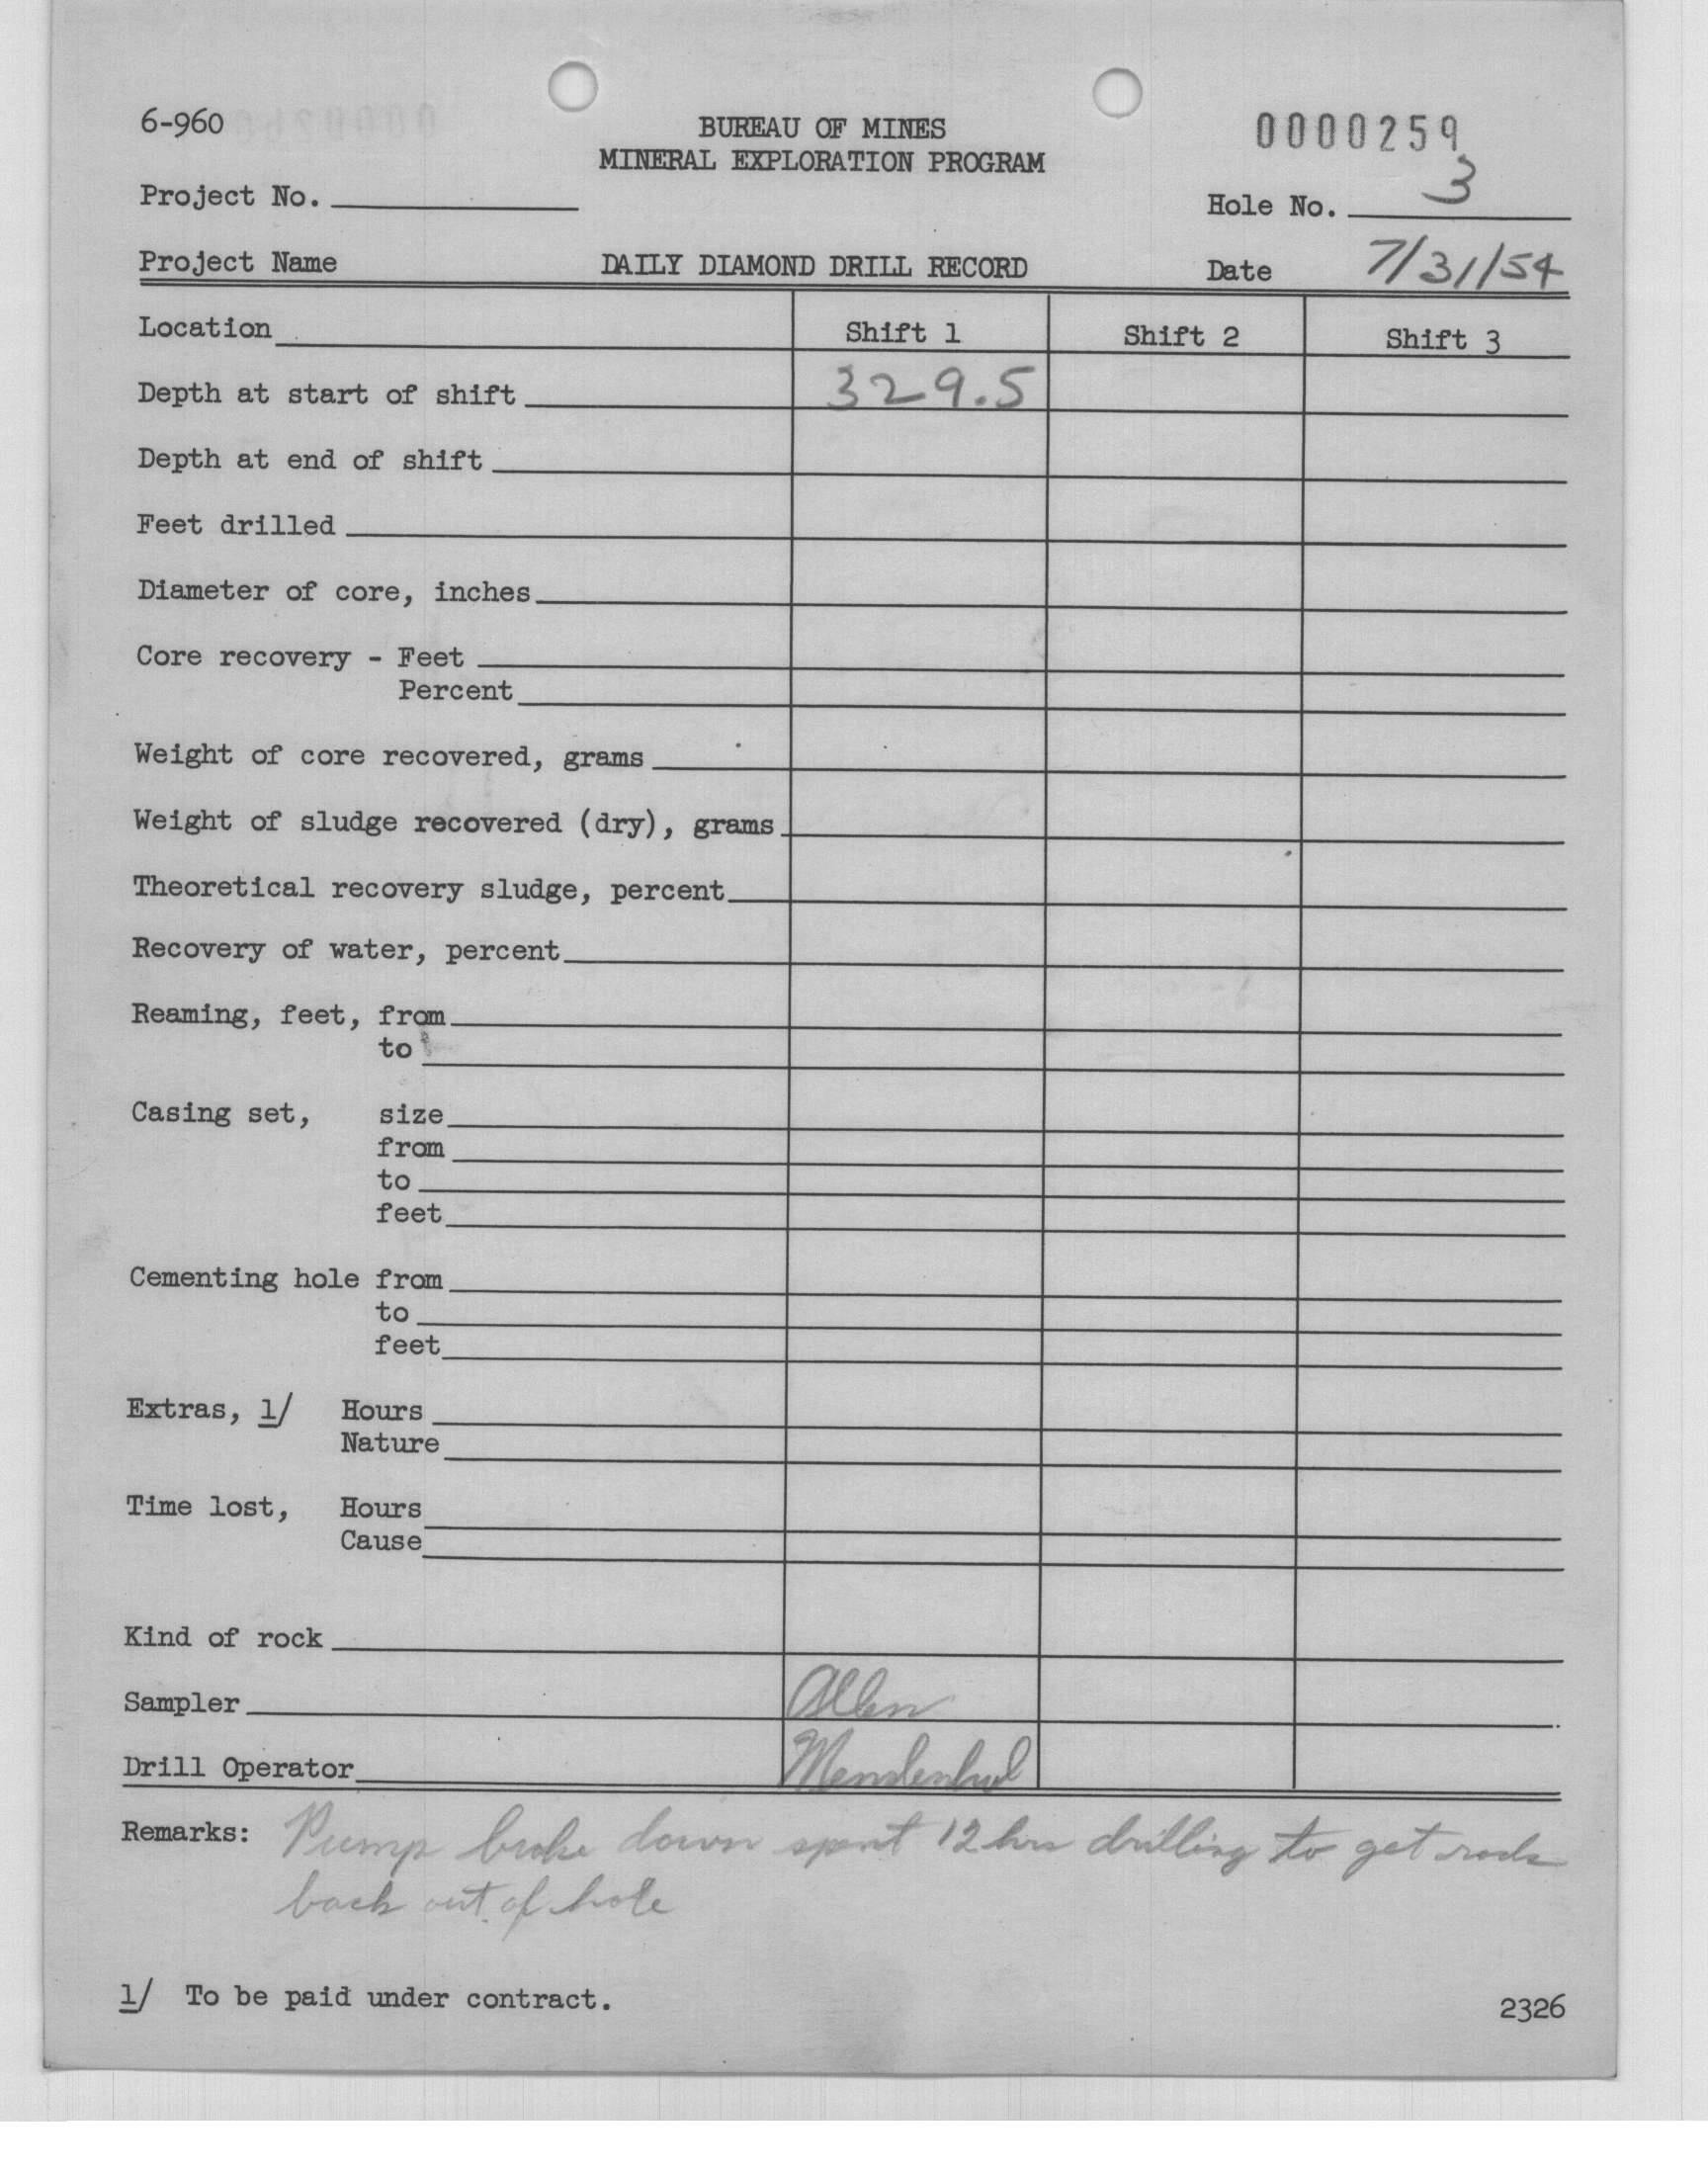 6-960
BUREAU OF MINES
0000259
MINERAL EXPLORATION PROGRAM
Project No.
Hole No. 3
Project Name
DAILY DIAMOND DRILL RECORD
Date 7/31/54
Location
Shift 1 Shift 2 Shift 3
Depth at start of shift 329.5
Depth at end of shift
Feet drilled
Diameter of core, inches
Core recovery - Feet
Percent
Weight of core recovered, grams
Weight of sludge recovered (dry), grams
Theoretical recovery sludge, percent
Recovery of water, percent
Reaming, feet, from
to
Casing set, size
from
to
feet
Cementing hole from
to
feet
Extras, 1/ Hours
Nature
Time lost, Hours
Cause
Kind of rock
Sampler Allen
Drill Operator
Remarks: Pump broke down spent 12 hrs drilling to get rods
back out of hole
1/ To be paid under contract.
2326